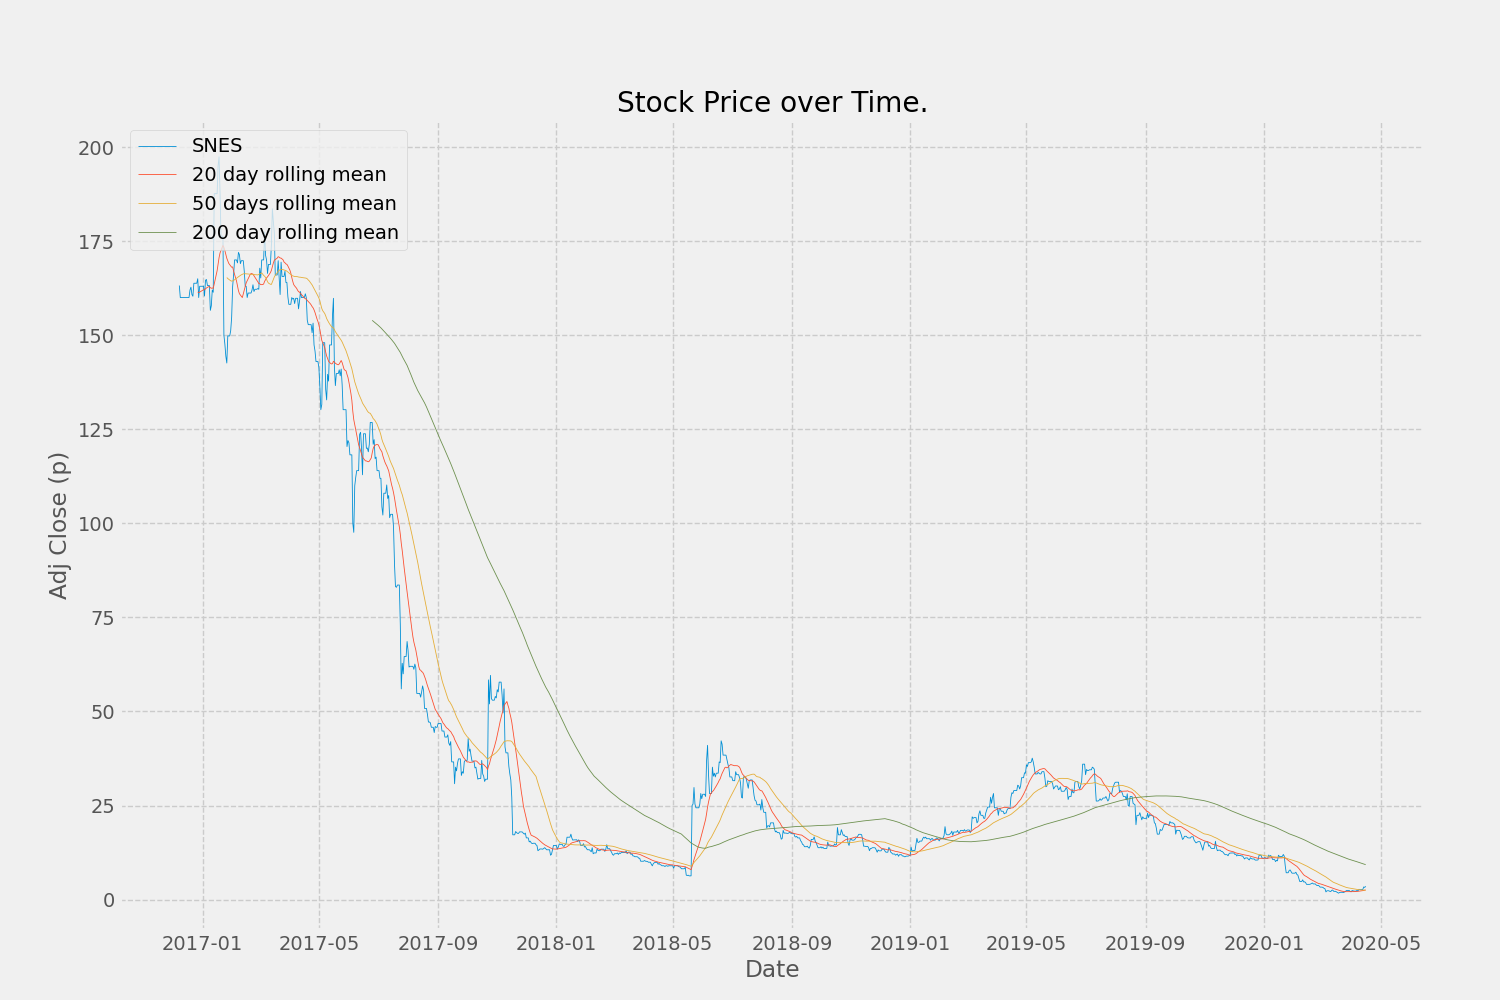 Stock Price over Time.
SNES
20 day rolling mean
50 days rolling mean
200 day rolling mean
200
175
150
125
100
75
50
25
0
Adj Close (p)
2017-01 2017-05 2017-09 2018-01 2018-05 2018-09 2019-01 2019-05 2019-09 2020-01 2020-05
Date